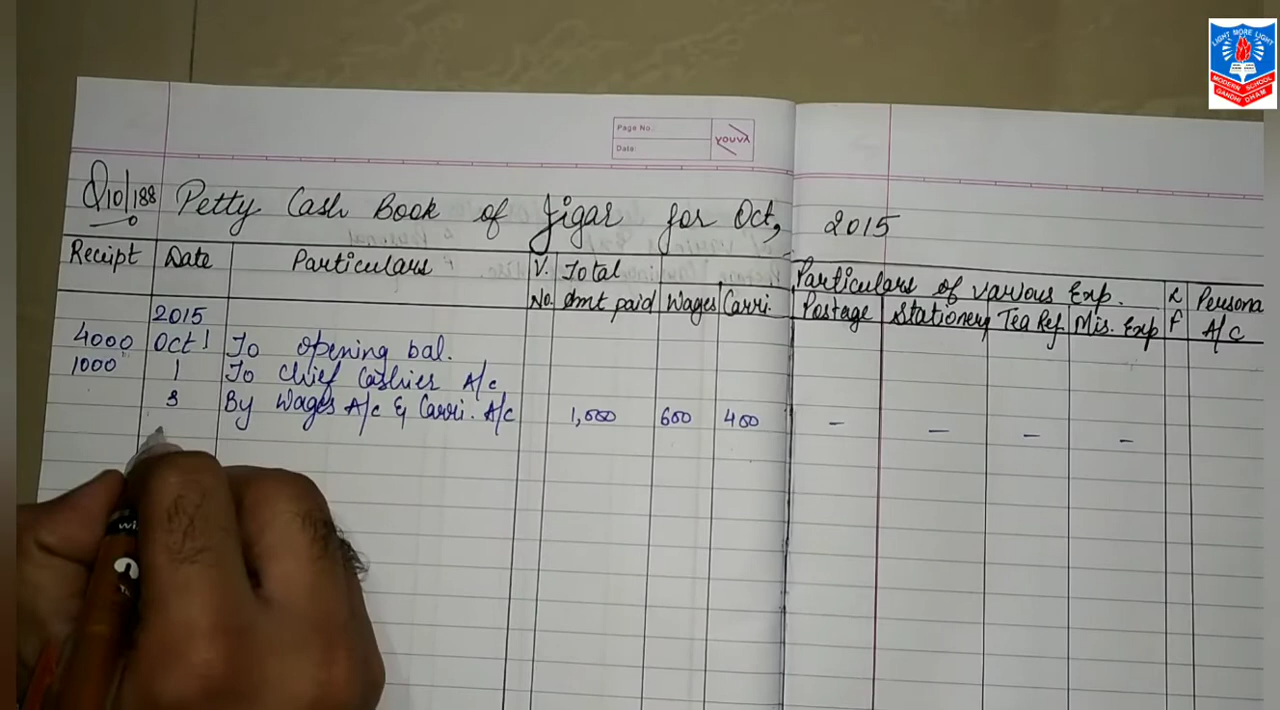 LIGHT MORE LIGHT
MODERN SCHOOL
GANDHIDHAM
Page No.:
Date:
YOUVA
Q10/188 Petty Cash Book of Jigar for Oct, 2015
Receipt Date Particulars V. No. Total Amt paid Wages Carri. Particulars of various Exp. L F Persona A/c
Postage Stationery Tea Ref. Mis. Exp
2015
4000 Oct 1 To opening bal.
1000 1 To Chief Cashier A/c
3 By Wages A/c & Carri. A/c 1,000 600 400 – – – –